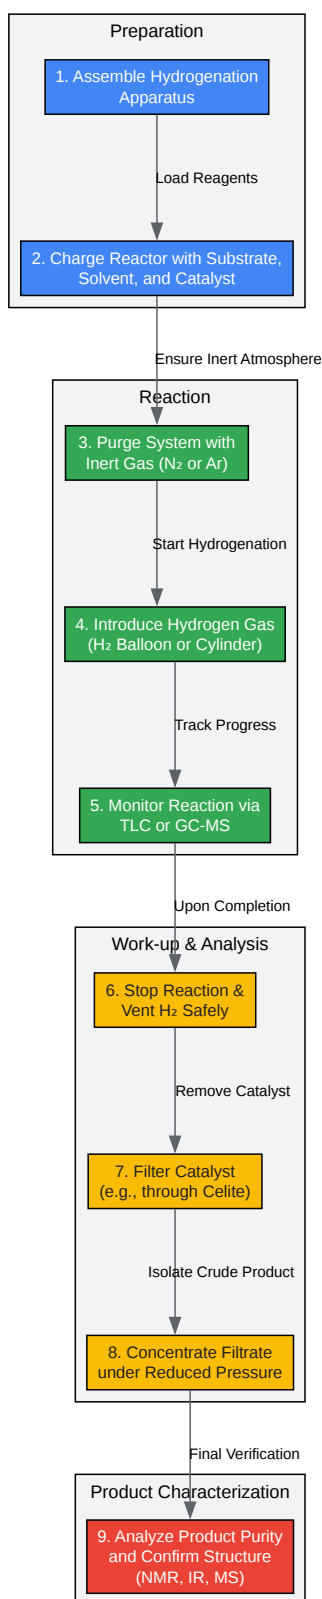 Preparation
1. Assemble Hydrogenation
Apparatus
Load Reagents
2. Charge Reactor with Substrate,
Solvent, and Catalyst
Ensure Inert Atmosphere
Reaction
3. Purge System with
Inert Gas (N₂ or Ar)
Start Hydrogenation
4. Introduce Hydrogen Gas
(H₂ Balloon or Cylinder)
Track Progress
5. Monitor Reaction via
TLC or GC-MS
Upon Completion
Work-up & Analysis
6. Stop Reaction &
Vent H₂ Safely
Remove Catalyst
7. Filter Catalyst
(e.g., through Celite)
Isolate Crude Product
8. Concentrate Filtrate
under Reduced Pressure
Final Verification
Product Characterization
9. Analyze Product Purity
and Confirm Structure
(NMR, IR, MS)